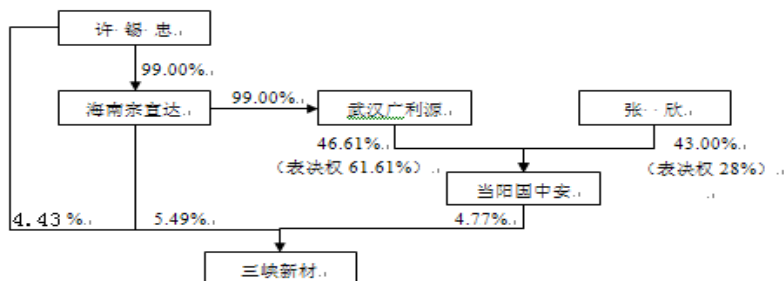 许 锡 忠
99.00%
海南宗宣达
99.00%
武汉广利源
张 欣
46.61%
(表决权 61.61%)
43.00%
(表决权 28%)
当阳国中安
4.43 %
5.49%
4.77%
三峡新材